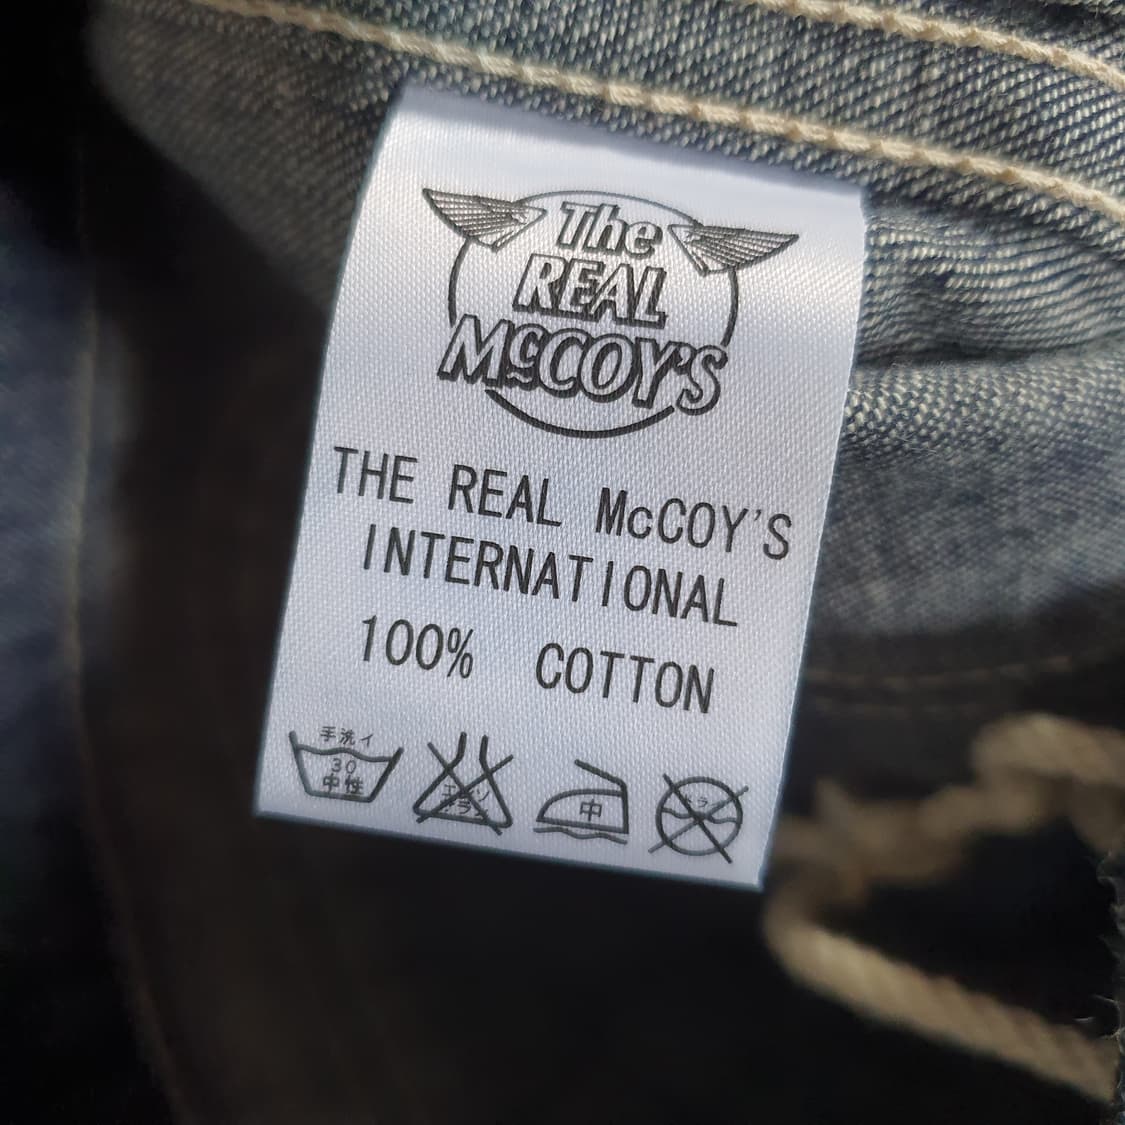 The
REAL
McCOY'S
THE REAL McCOY'S
INTERNATIONAL
100% COTTON
手洗イ
30
中性
中